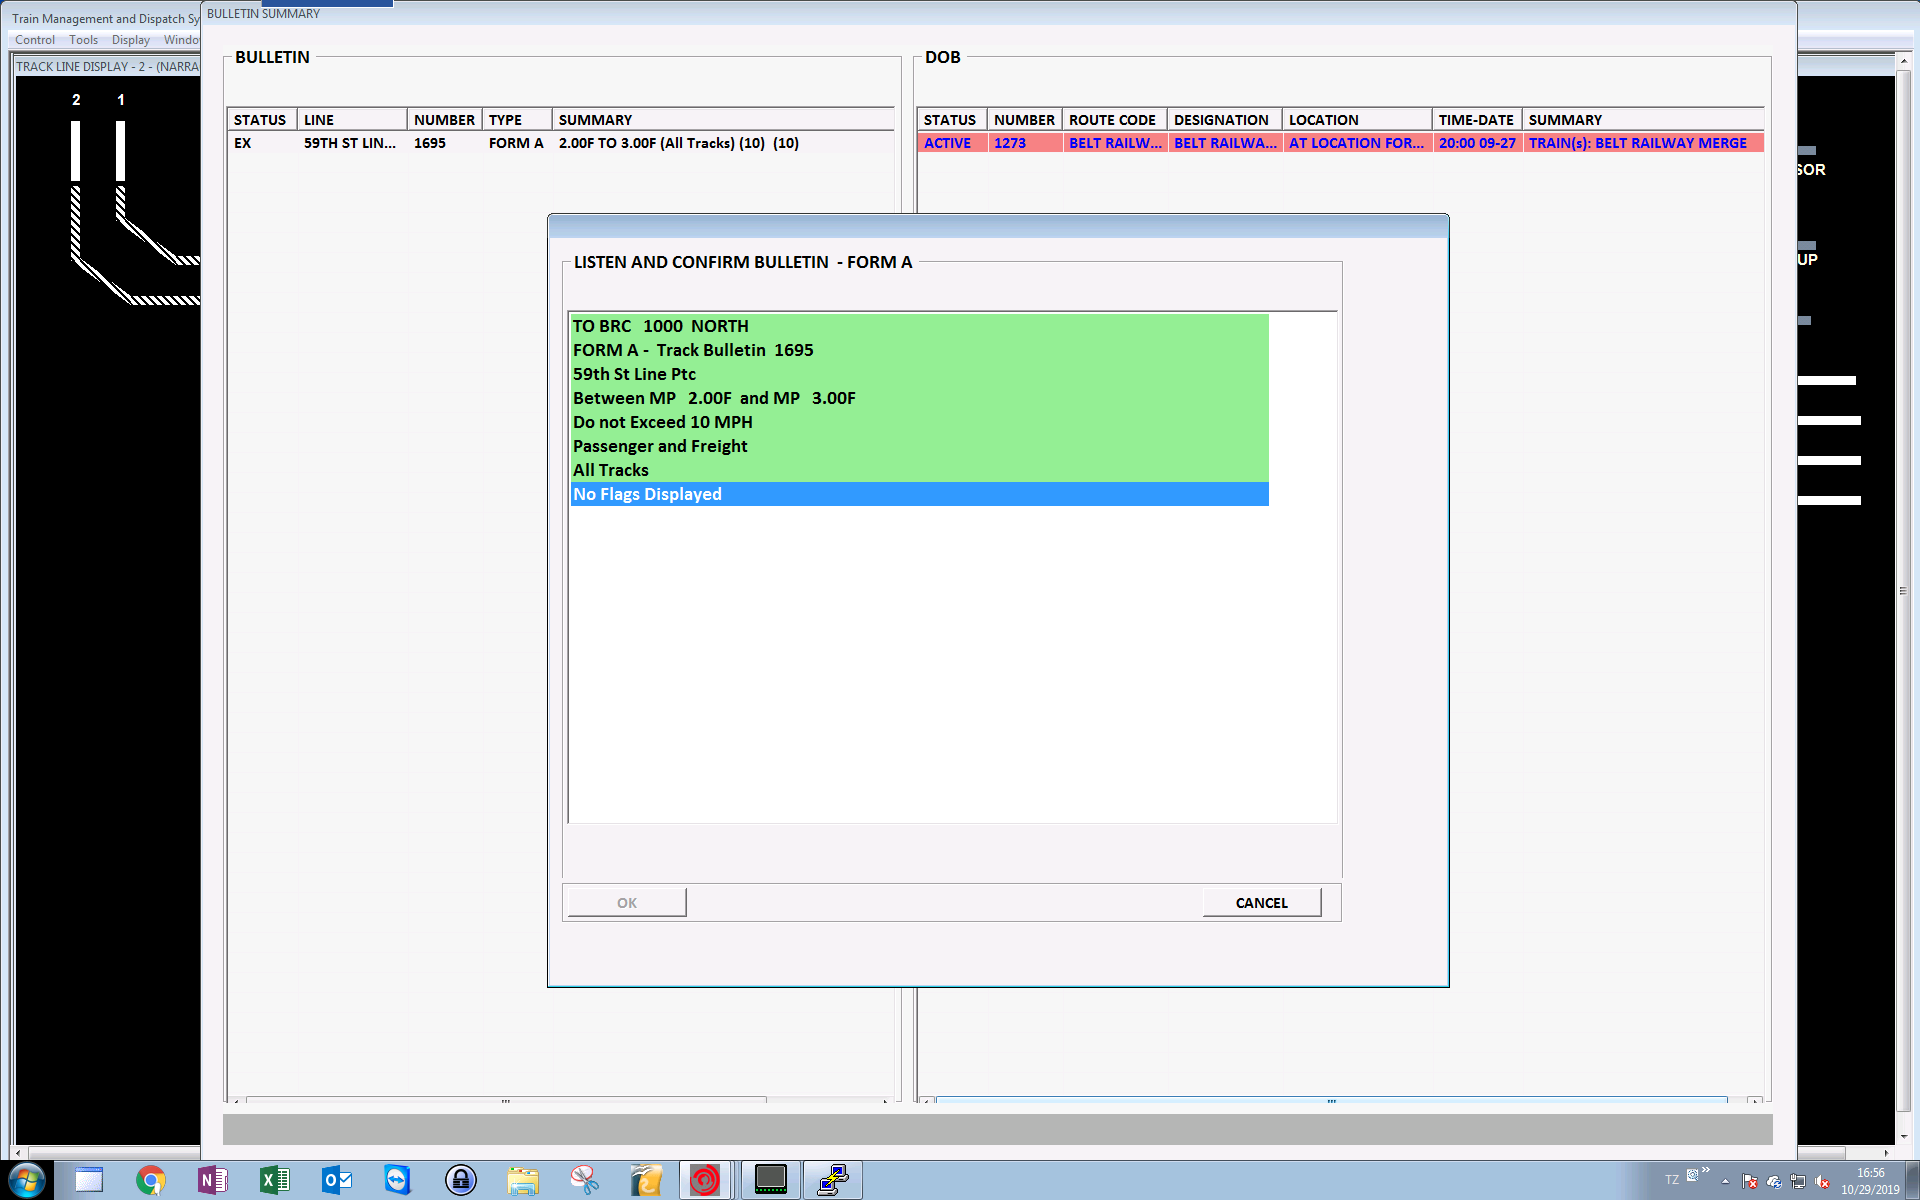 BULLETIN SUMMARY
Train Management and Dispatch Sy
Control Tools Display Windo
TRACK LINE DISPLAY - 2 - (NARRA
2 1
BULLETIN
STATUS LINE NUMBER TYPE SUMMARY
EX 59TH ST LIN... 1695 FORM A 2.00F TO 3.00F (All Tracks) (10) (10)
DOB
STATUS NUMBER ROUTE CODE DESIGNATION LOCATION TIME-DATE SUMMARY
ACTIVE 1273 BELT RAILW... BELT RAILWA... AT LOCATION FOR... 20:00 09-27 TRAIN(s): BELT RAILWAY MERGE
SOR
UP
LISTEN AND CONFIRM BULLETIN - FORM A
TO BRC 1000 NORTH
FORM A - Track Bulletin 1695
59th St Line Ptc
Between MP 2.00F and MP 3.00F
Do not Exceed 10 MPH
Passenger and Freight
All Tracks
No Flags Displayed
OK CANCEL
TZ
16:56
10/29/2019